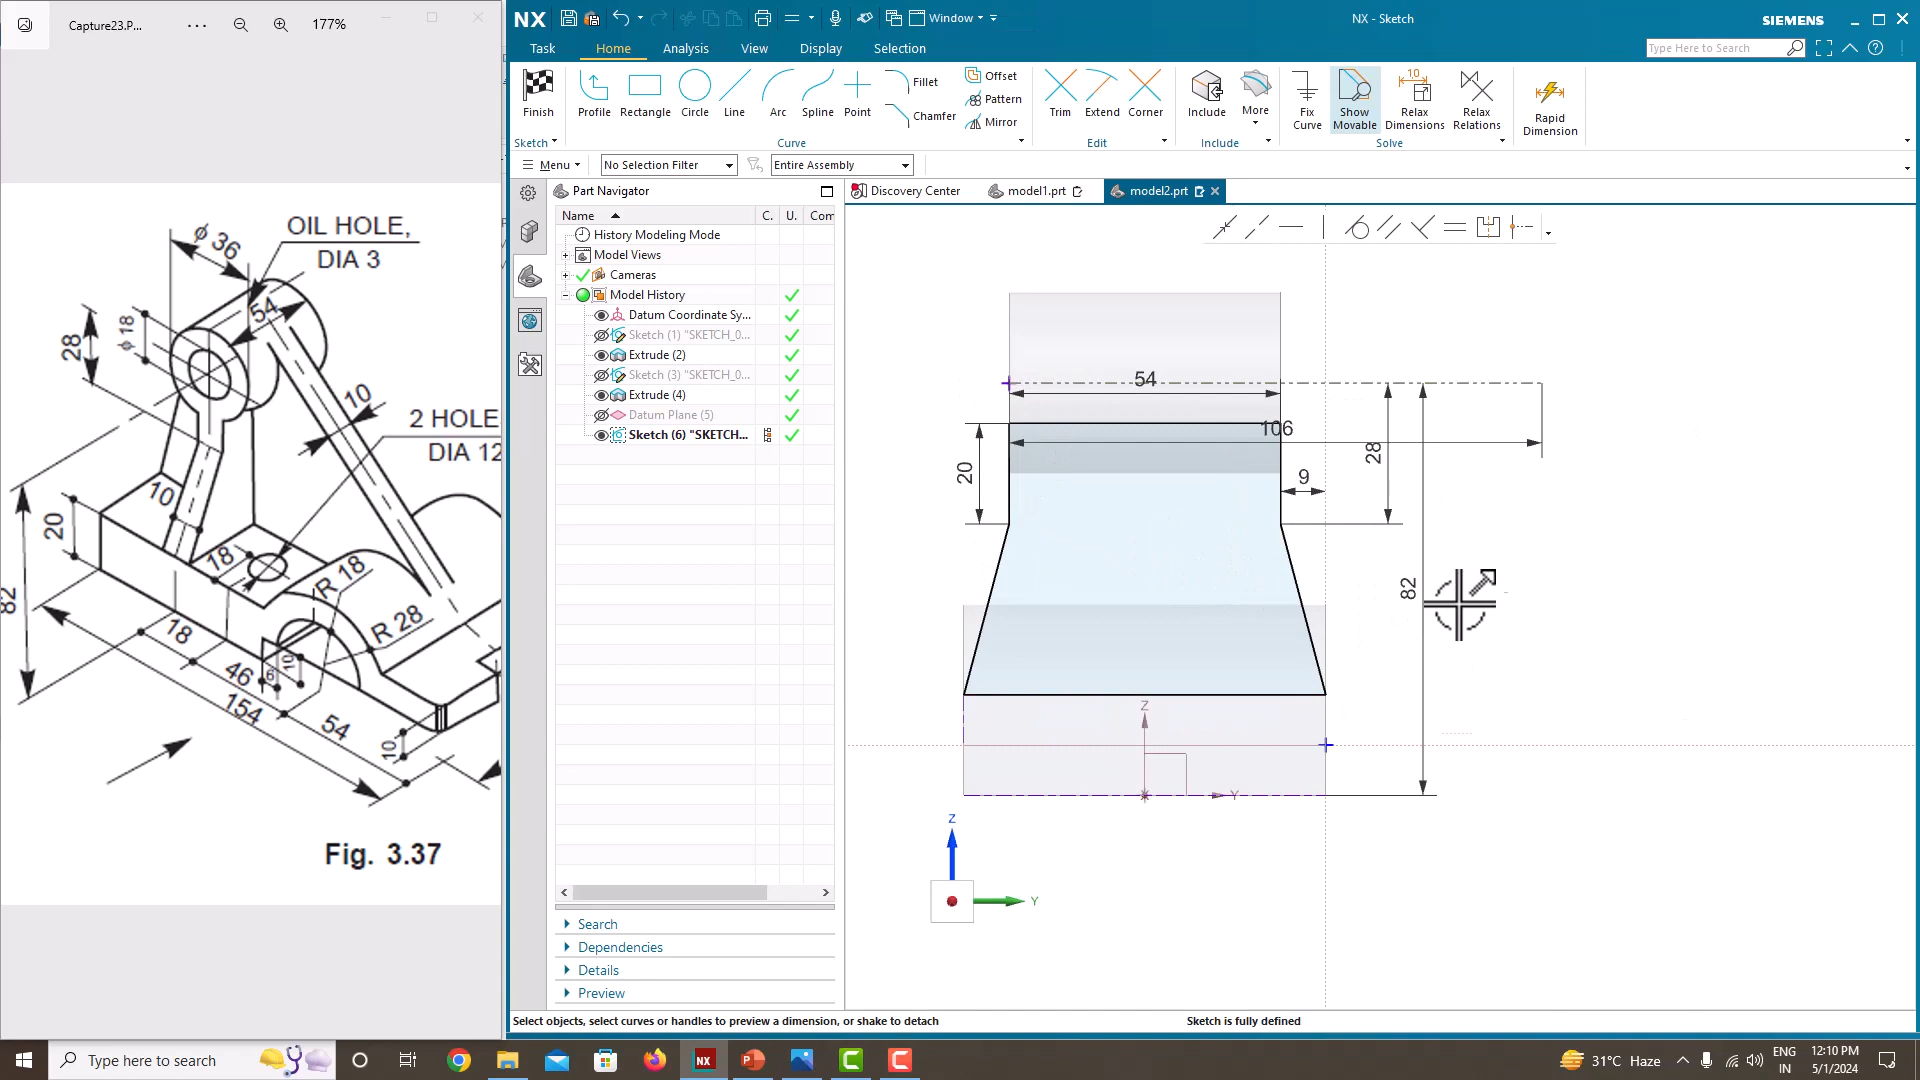 Capture23.P...
177%
NX
Window
NX - Sketch
SIEMENS
Task
Home
Analysis
View
Display
Selection
Type Here to Search
Finish
Profile
Rectangle
Circle
Line
Arc
Spline
Point
Fillet
Chamfer
Offset
Pattern
Mirror
Trim
Extend
Corner
Include
More
Fix
Curve
Show
Movable
1,0
Relax
Dimensions
Relax
Relations
Rapid
Dimension
Sketch
Curve
Edit
Include
Solve
Menu
No Selection Filter
Entire Assembly
Part Navigator
Discovery Center
model1.prt
model2.prt
Name
C.
U.
Com
History Modeling Mode
Model Views
Cameras
Model History
Datum Coordinate Sy...
Sketch (1) "SKETCH_0...
Extrude (2)
Sketch (3) "SKETCH_0...
Extrude (4)
Datum Plane (5)
Sketch (6) "SKETCH...
Search
Dependencies
Details
Preview
ϕ 36
OIL HOLE,
DIA 3
54
28
ϕ 18
10
2 HOLE
DIA 12
10
20
18
R 18
82
R 28
18
46
6
10
154
54
10
Fig. 3.37
54
106
20
28
9
82
Z
X
Y
Z
Y
Select objects, select curves or handles to preview a dimension, or shake to detach
Sketch is fully defined
Type here to search
NX
31°C Haze
ENG
IN
12:10 PM
5/1/2024